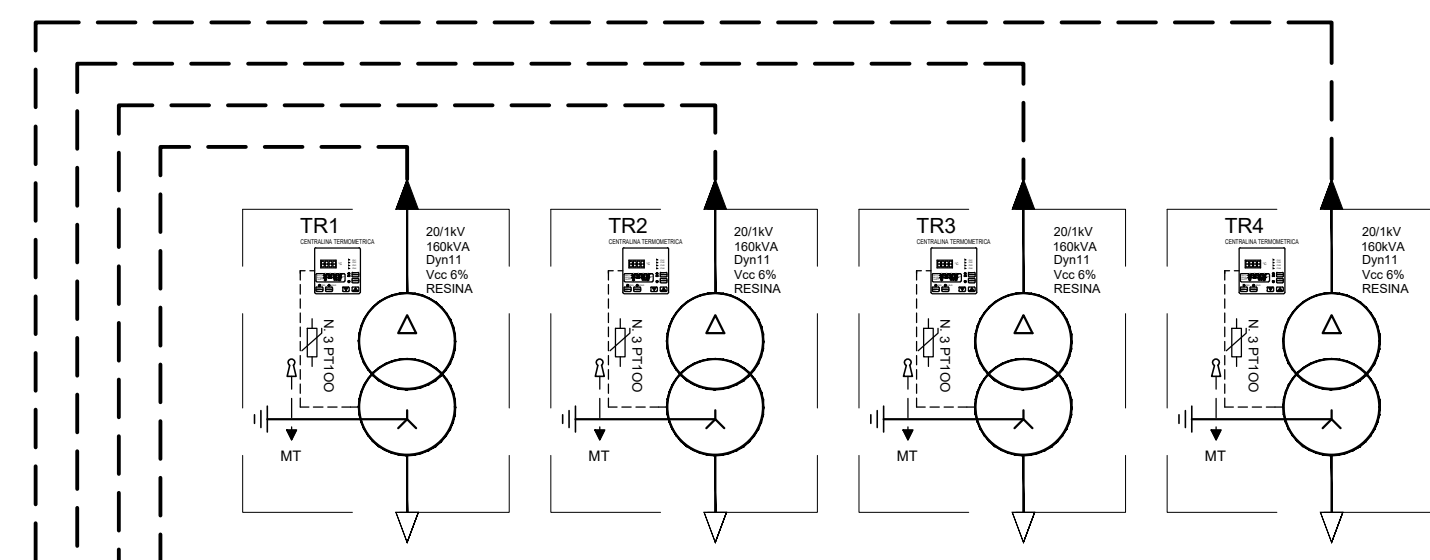 TR1
CENTRALINA TERMOMETRICA
20/1kV
160kVA
Dyn11
Vcc 6%
RESINA
N. 3 PT100
MT
TR2
CENTRALINA TERMOMETRICA
20/1kV
160kVA
Dyn11
Vcc 6%
RESINA
N. 3 PT100
MT
TR3
CENTRALINA TERMOMETRICA
20/1kV
160kVA
Dyn11
Vcc 6%
RESINA
N. 3 PT100
MT
TR4
CENTRALINA TERMOMETRICA
20/1kV
160kVA
Dyn11
Vcc 6%
RESINA
N. 3 PT100
MT